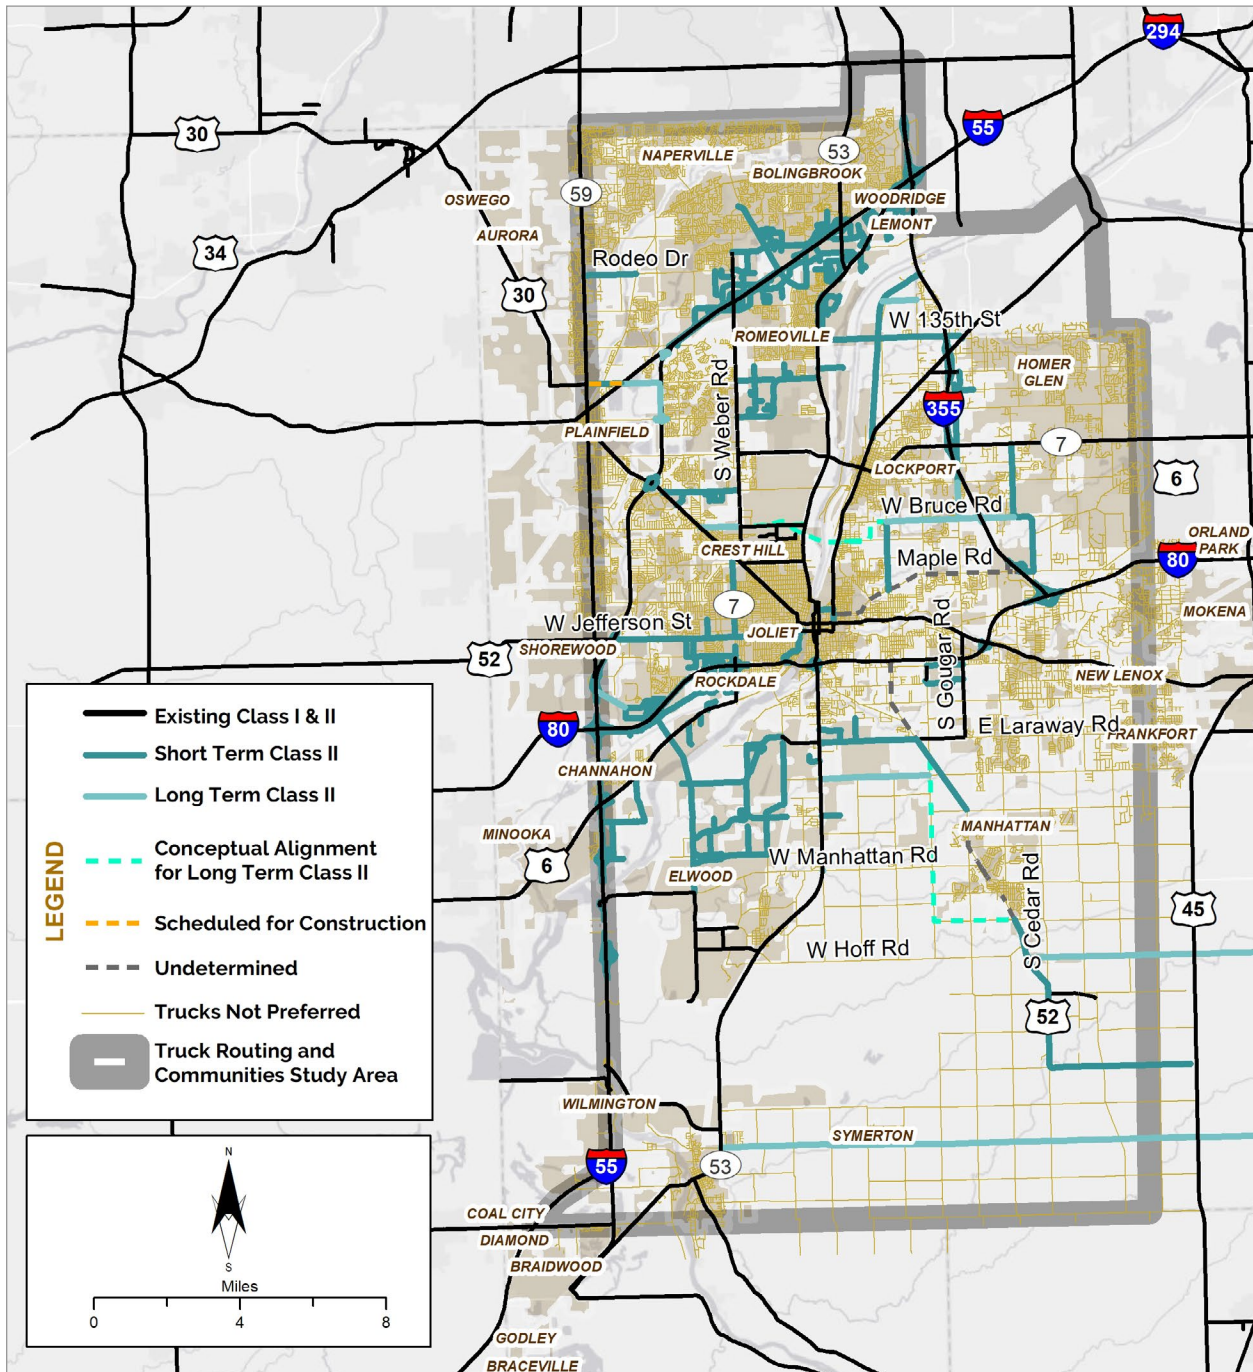 294
55
30
53
NAPERVILLE
BOLINGBROOK
59
OSWEGO
WOODRIDGE
LEMONT
AURORA
34
Rodeo Dr
30
W 135th St
ROMEOVILLE
HOMER
GLEN
S Weber Rd
355
PLAINFIELD
7
LOCKPORT
6
W Bruce Rd
ORLAND
PARK
CREST HILL
Maple Rd
80
7
MOKENA
W Jefferson St
JOLIET
S Gougar Rd
52
SHOREWOOD
ROCKDALE
NEW LENOX
80
E Laraway Rd
FRANKFORT
CHANNAHON
MINOOKA
MANHATTAN
6
W Manhattan Rd
ELWOOD
S Cedar Rd
45
W Hoff Rd
52
WILMINGTON
SYMERTON
55
53
COAL CITY
DIAMOND
BRAIDWOOD
GODLEY
BRACEVILLE
LEGEND
Existing Class I & II
Short Term Class II
Long Term Class II
Conceptual Alignment
for Long Term Class II
Scheduled for Construction
Undetermined
Trucks Not Preferred
Truck Routing and
Communities Study Area
N
S
Miles
0 4 8